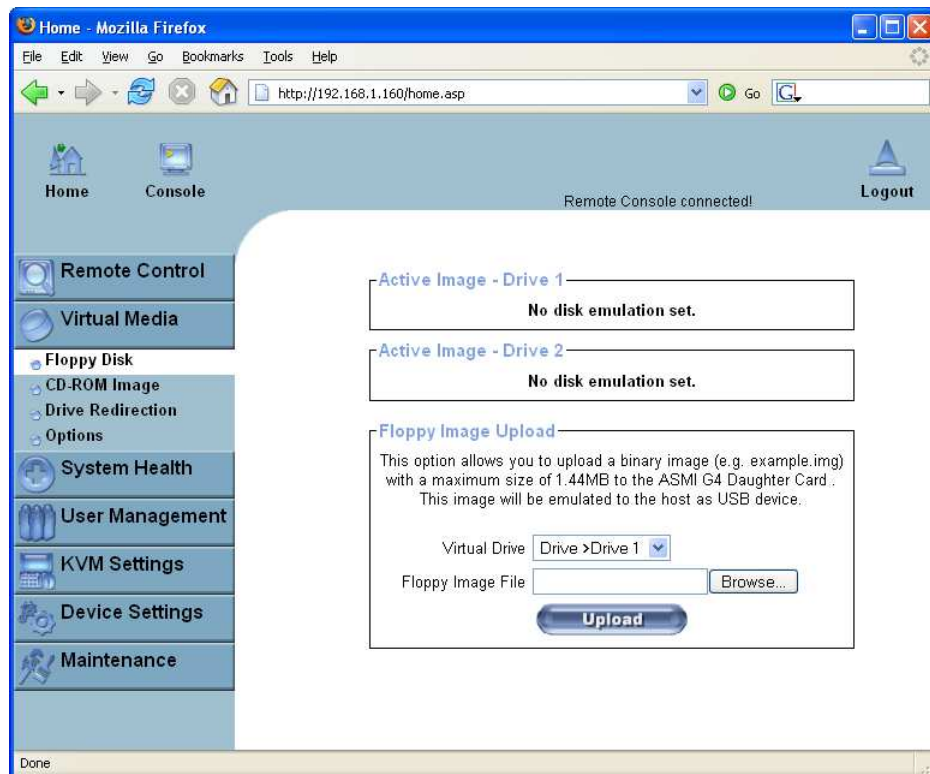 Home - Mozilla Firefox
File Edit View Go Bookmarks Tools Help
http://192.168.1.160/home.asp
Go
G
Home
Console
Remote Console connected!
Logout
Remote Control
Virtual Media
Floppy Disk
CD-ROM Image
Drive Redirection
Options
System Health
User Management
KVM Settings
Device Settings
Maintenance
Active Image - Drive 1
No disk emulation set.
Active Image - Drive 2
No disk emulation set.
Floppy Image Upload
This option allows you to upload a binary image (e.g. example.img)
with a maximum size of 1.44MB to the ASMI G4 Daughter Card .
This image will be emulated to the host as USB device.
Virtual Drive Drive >Drive 1
Floppy Image File Browse...
Upload
Done